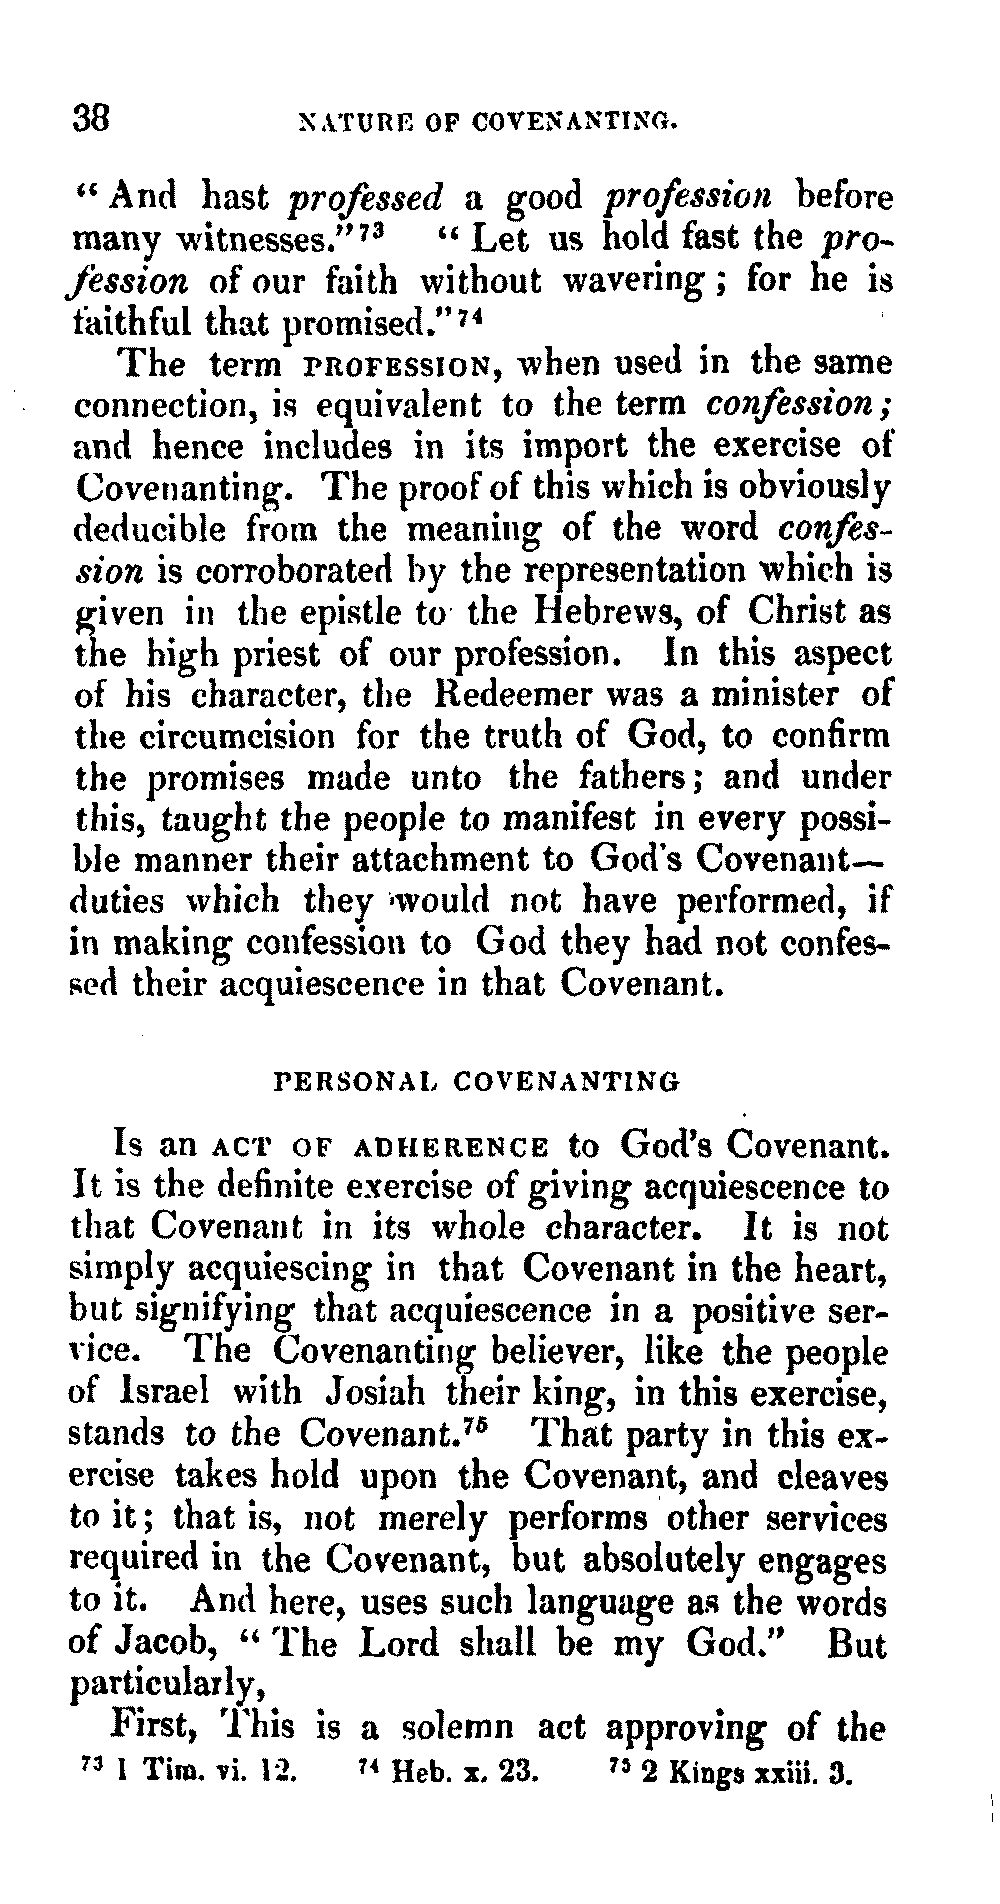 38 NATURE OF COVENANTING.
“ And hast professed a good profession before
many witnesses.”73 “ Let us hold fast the pro-
fession of our faith without wavering ; for he is
faithful that promised.”74
The term PROFESSION, when used in the same
connection, is equivalent to the term confession ;
and hence includes in its import the exercise of
Covenanting. The proof of this which is obviously
deducible from the meaning of the word confes-
sion is corroborated by the representation which is
given in the epistle to the Hebrews, of Christ as
the high priest of our profession. In this aspect
of his character, the Redeemer was a minister of
the circumcision for the truth of God, to confirm
the promises made unto the fathers; and under
this, taught the people to manifest in every possi-
ble manner their attachment to God's Covenant—
duties which they would not have performed, if
in making confession to God they had not confes-
sed their acquiescence in that Covenant.
PERSONAL COVENANTING
Is an ACT OF ADHERENCE to God's Covenant.
It is the definite exercise of giving acquiescence to
that Covenant in its whole character. It is not
simply acquiescing in that Covenant in the heart,
but signifying that acquiescence in a positive ser-
vice. The Covenanting believer, like the people
of Israel with Josiah their king, in this exercise,
stands to the Covenant.75 That party in this ex-
ercise takes hold upon the Covenant, and cleaves
to it; that is, not merely performs other services
required in the Covenant, but absolutely engages
to it. And here, uses such language as the words
of Jacob, “ The Lord shall be my God.” But
particularly,
First, This is a solemn act approving of the
73 1 Tim. vi. 12. 74 Heb. x. 23. 75 2 Kings xxiii. 3.